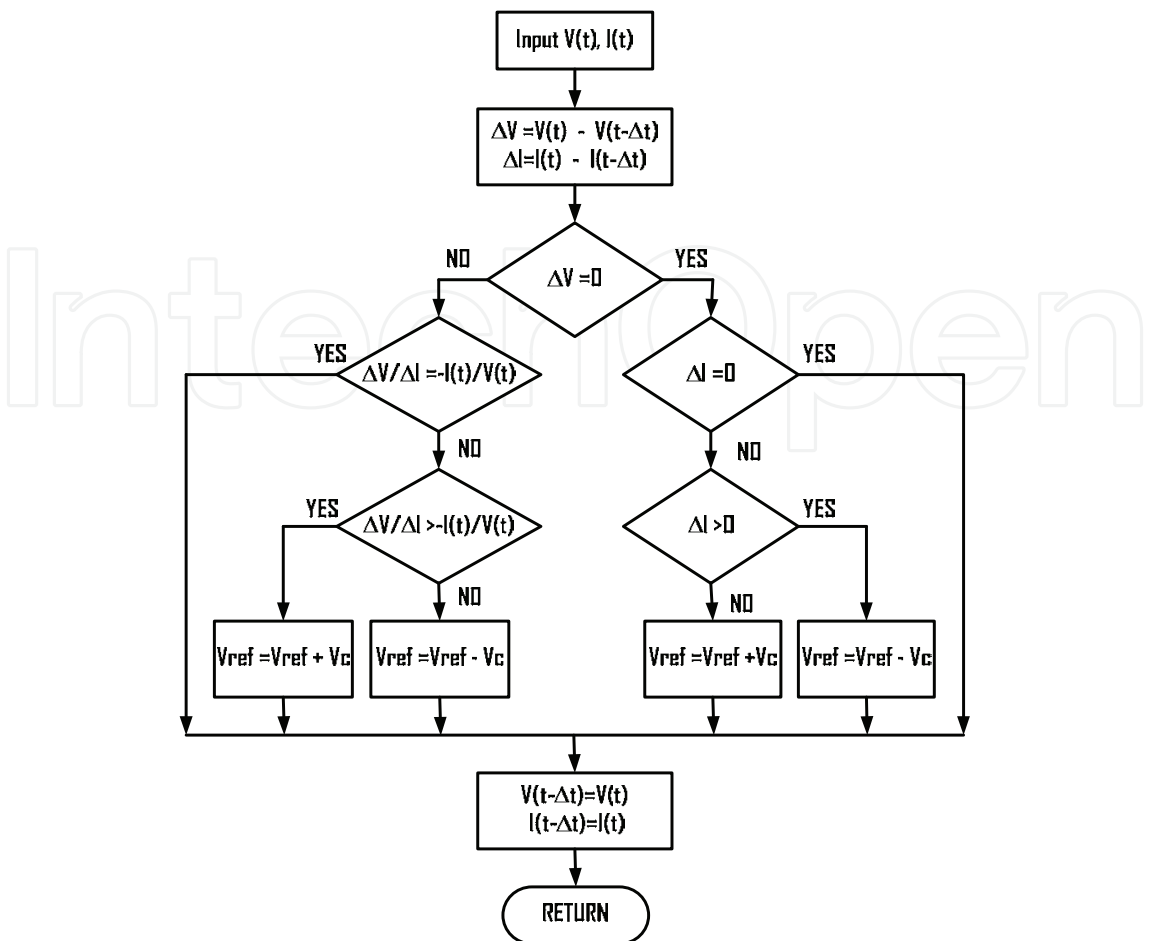 Input V(t), I(t)
ΔV =V(t) - V(t-Δt)
ΔI=I(t) - I(t-Δt)
NO
YES
ΔV =0
YES
YES
ΔV/ΔI =-I(t)/V(t)
ΔI =0
NO
NO
YES
YES
ΔV/ΔI >-I(t)/V(t)
ΔI >0
NO
NO
Vref =Vref + Vc
Vref =Vref - Vc
Vref =Vref +Vc
Vref =Vref - Vc
V(t-Δt)=V(t)
I(t-Δt)=I(t)
RETURN
IntechOpen